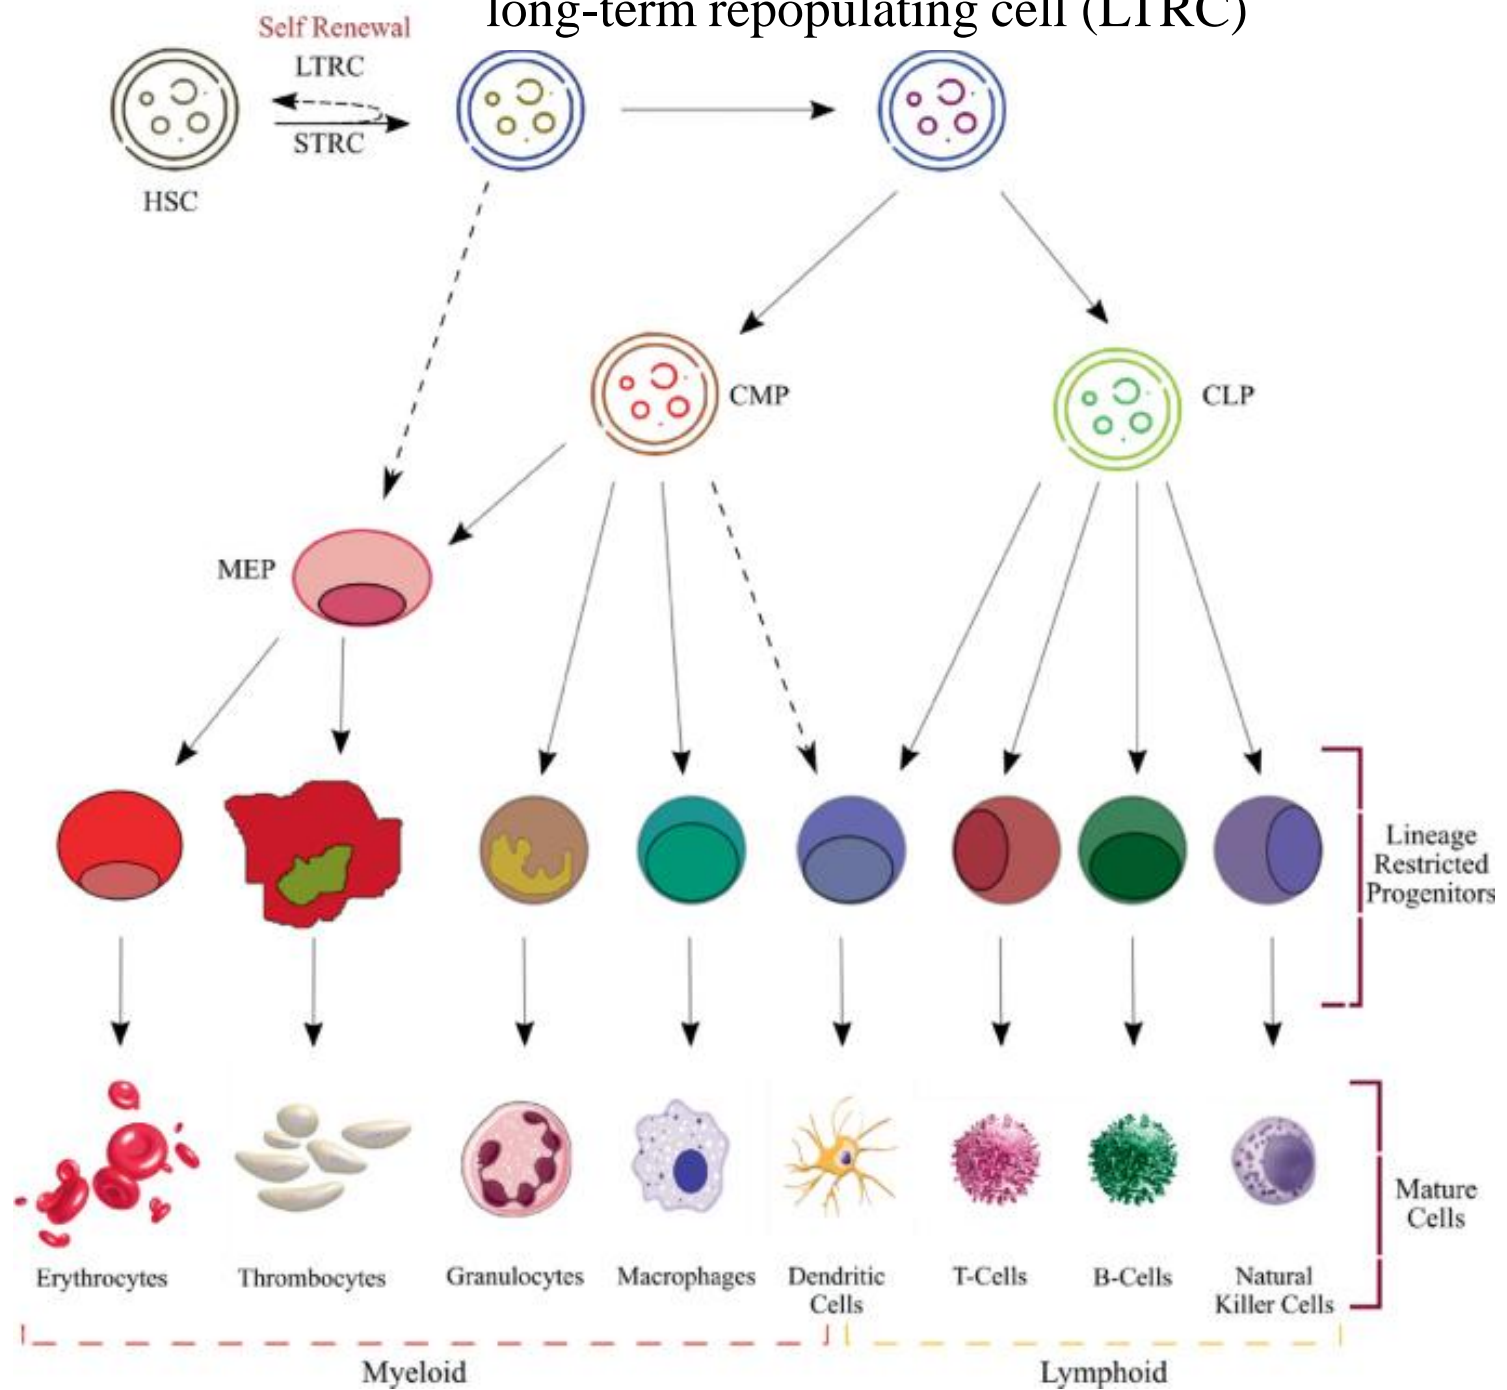 long-term repopulating cell (LTRC)
Self Renewal
LTRC
STRC
HSC
CMP
CLP
MEP
Lineage
Restricted
Progenitors
Mature
Cells
Erythrocytes
Thrombocytes
Granulocytes
Macrophages
Dendritic
Cells
T-Cells
B-Cells
Natural
Killer Cells
Myeloid
Lymphoid